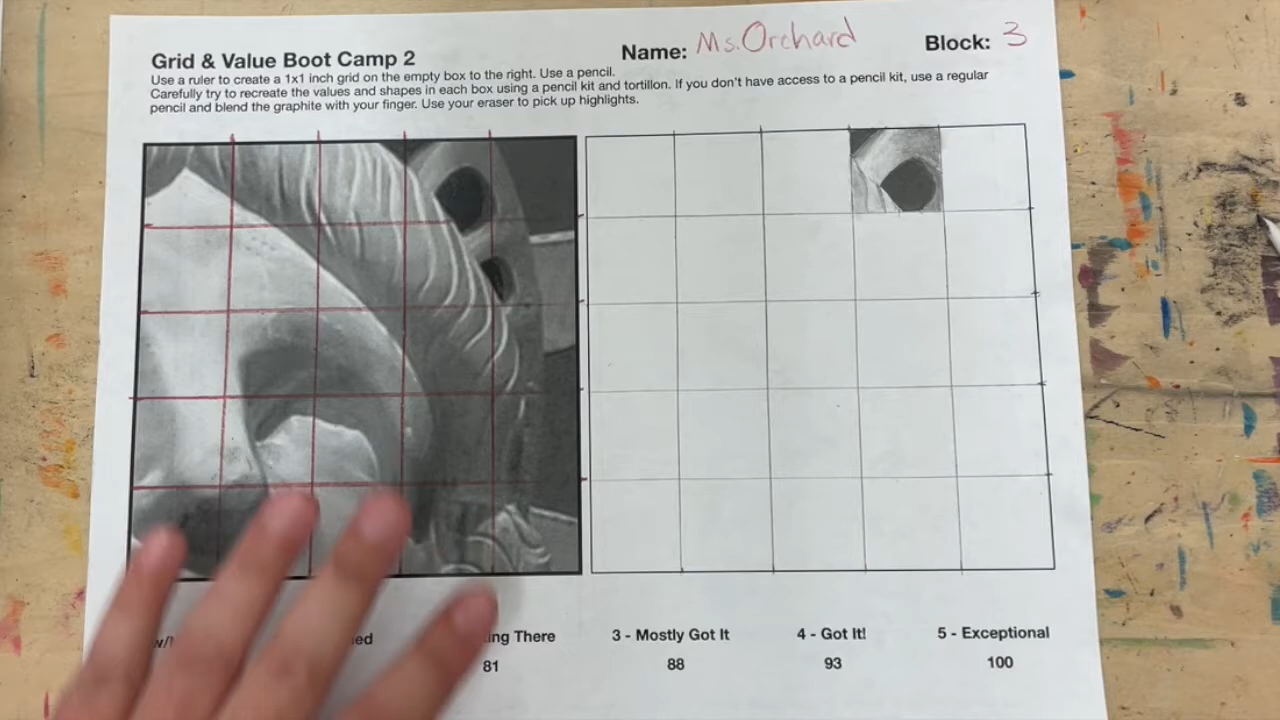 Grid & Value Boot Camp 2
Name: Ms. Orchard
Block: 3
Use a ruler to create a 1x1 inch grid on the empty box to the right. Use a pencil.
Carefully try to recreate the values and shapes in each box using a pencil kit and tortillon. If you don't have access to a pencil kit, use a regular
pencil and blend the graphite with your finger. Use your eraser to pick up highlights.
There 3 - Mostly Got It 4 - Got It! 5 - Exceptional
81 88 93 100